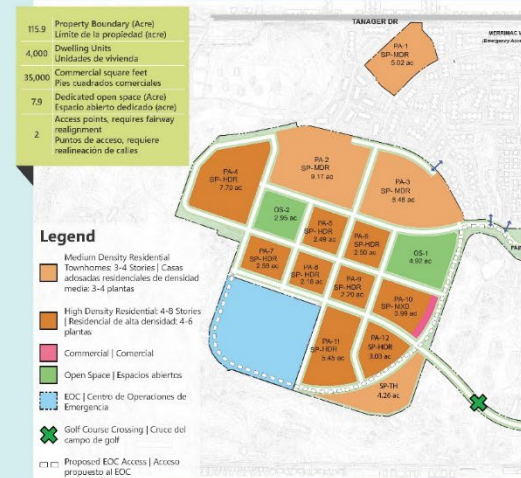 115.9 Property Boundary (Acre)
Límite de la propiedad (acre)
4,000 Dwelling Units
Unidades de vivienda
35,000 Commercial square feet
Pies cuadrados comerciales
7.9 Dedicated open space (Acre)
Espacio abierto dedicado (acre)
2 Access points, requires fairway
realignment
Puntos de acceso, requiere
realineación de calles
TANAGER DR
MERRIMAC
(Emergency
PA-1
SP-MDR
5.02 ac
PA-2
SP-MDR
9.17 ac
PA-3
SP-MDR
PA-4
SP-HDR
7.70 ac
OS-2
2.95 ac
PA-5
SP-HDR
2.49 ac
PA-6
SP-HDR
2.50 ac
OS-1
4.92 ac
PA-7
SP-HDR
2.59 ac
PA-8
SP-HDR
2.18 ac
PA-9
SP-HDR
2.20 ac
PA-10
SP-MXD
3.99 ac
PA-11
SP-HDR
5.45 ac
PA-12
SP-HDR
3.03 ac
SP-TH
4.26 ac
Legend
Medium Density Residential
Townhomes: 3-4 Stories | Casas
adosadas residenciales de densidad
media: 3-4 plantas
High Density Residential: 4-8 Stories
| Residencial de alta densidad: 4-6
plantas
Commercial | Comercial
Open Space | Espacios abiertos
EOC | Centro de Operaciones de
Emergencia
Golf Course Crossing | Cruce del
campo de golf
Proposed EOC Access | Acceso
propuesto al EOC